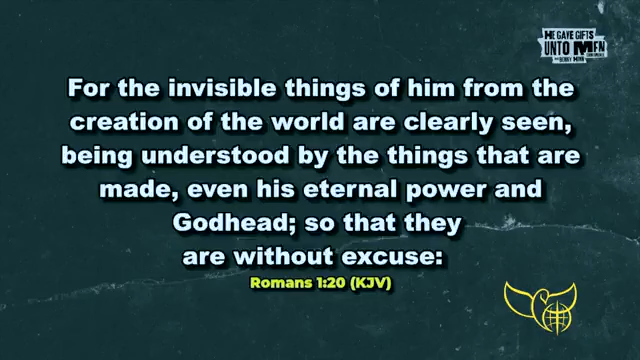 HE GAVE GIFTS
UNTO MEN
For the invisible things of him from the
creation of the world are clearly seen,
being understood by the things that are
made, even his eternal power and
Godhead; so that they
are without excuse:
Romans 1:20 (KJV)